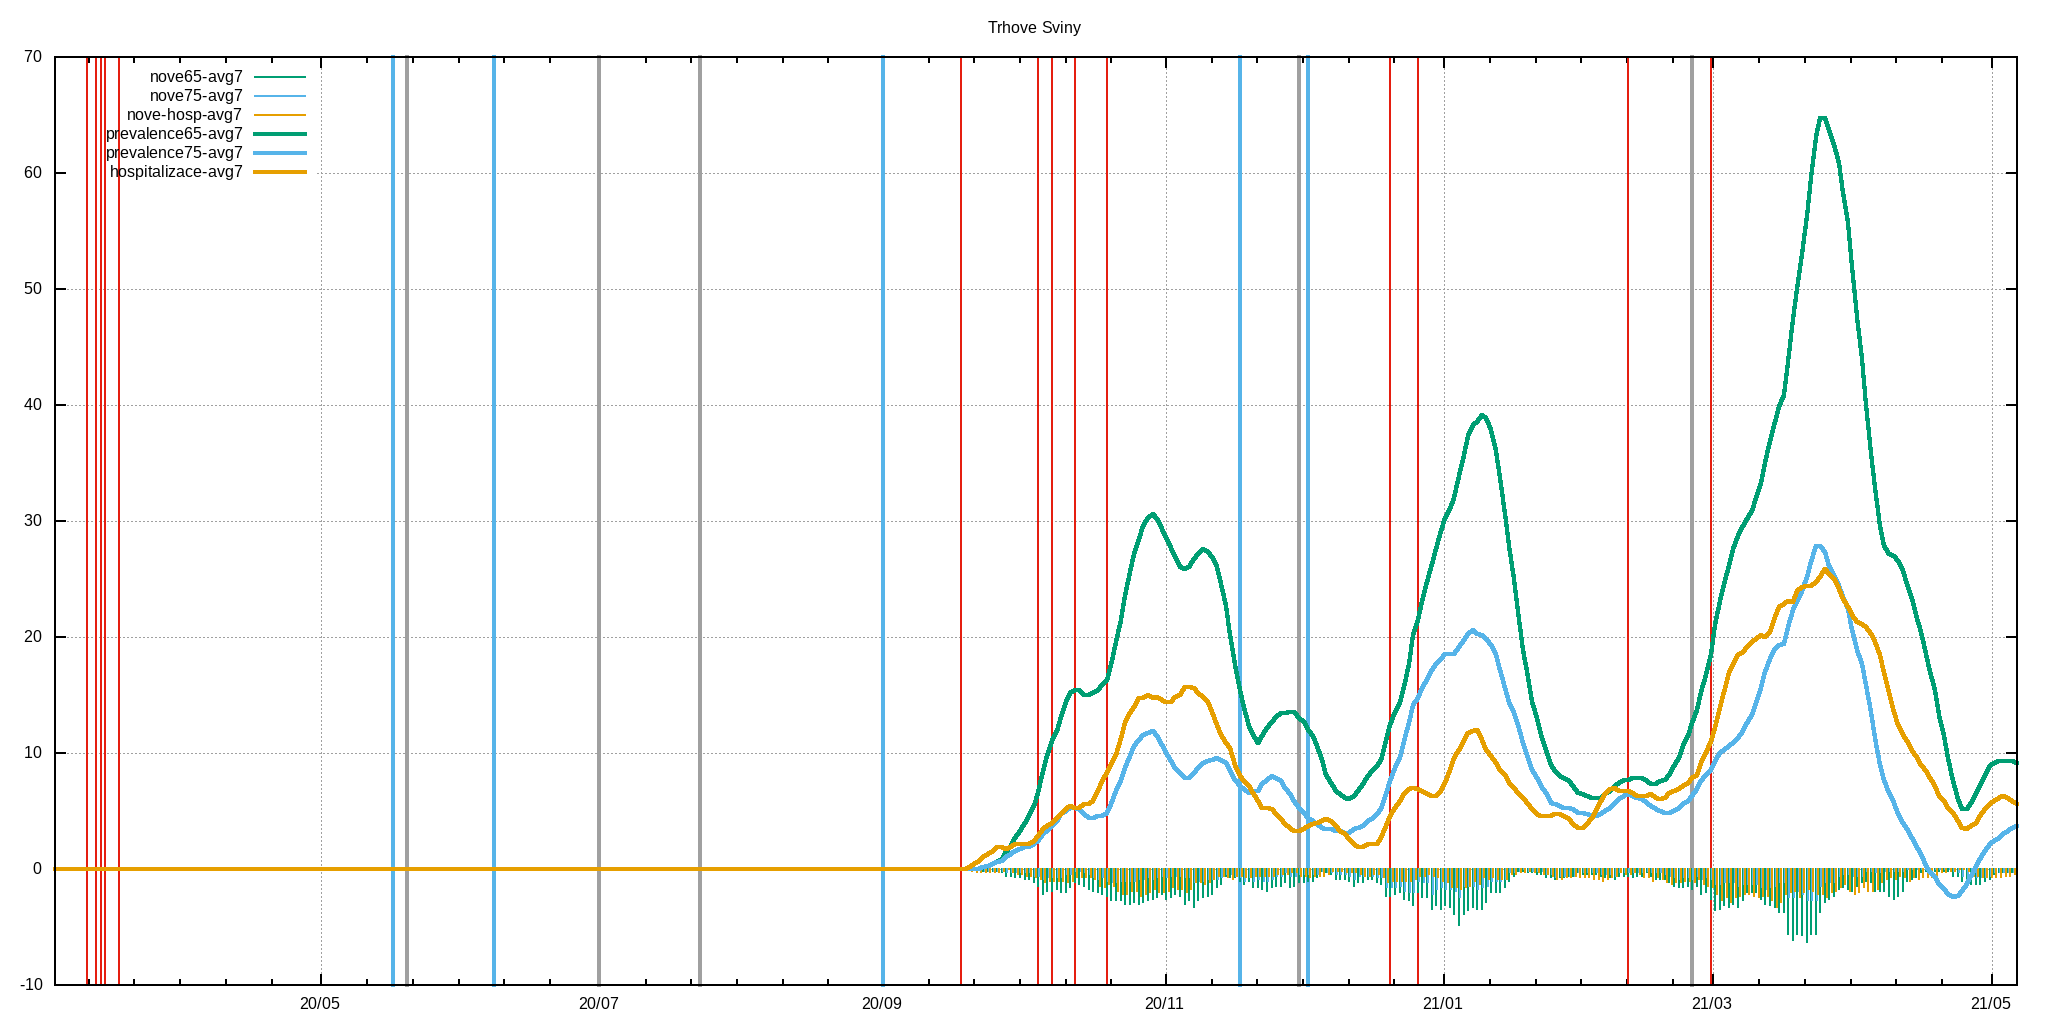 Trhove Sviny
70
60
50
40
30
20
10
0
-10
nove65-avg7
nove75-avg7
nove-hosp-avg7
prevalence65-avg7
prevalence75-avg7
hospitalizace-avg7
20/05
20/07
20/09
20/11
21/01
21/03
21/05